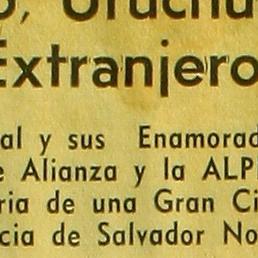 Extranjero
al y sus Enamorad
e Alianza y la ALP
ria de una Gran Ci
cia de Salvador No